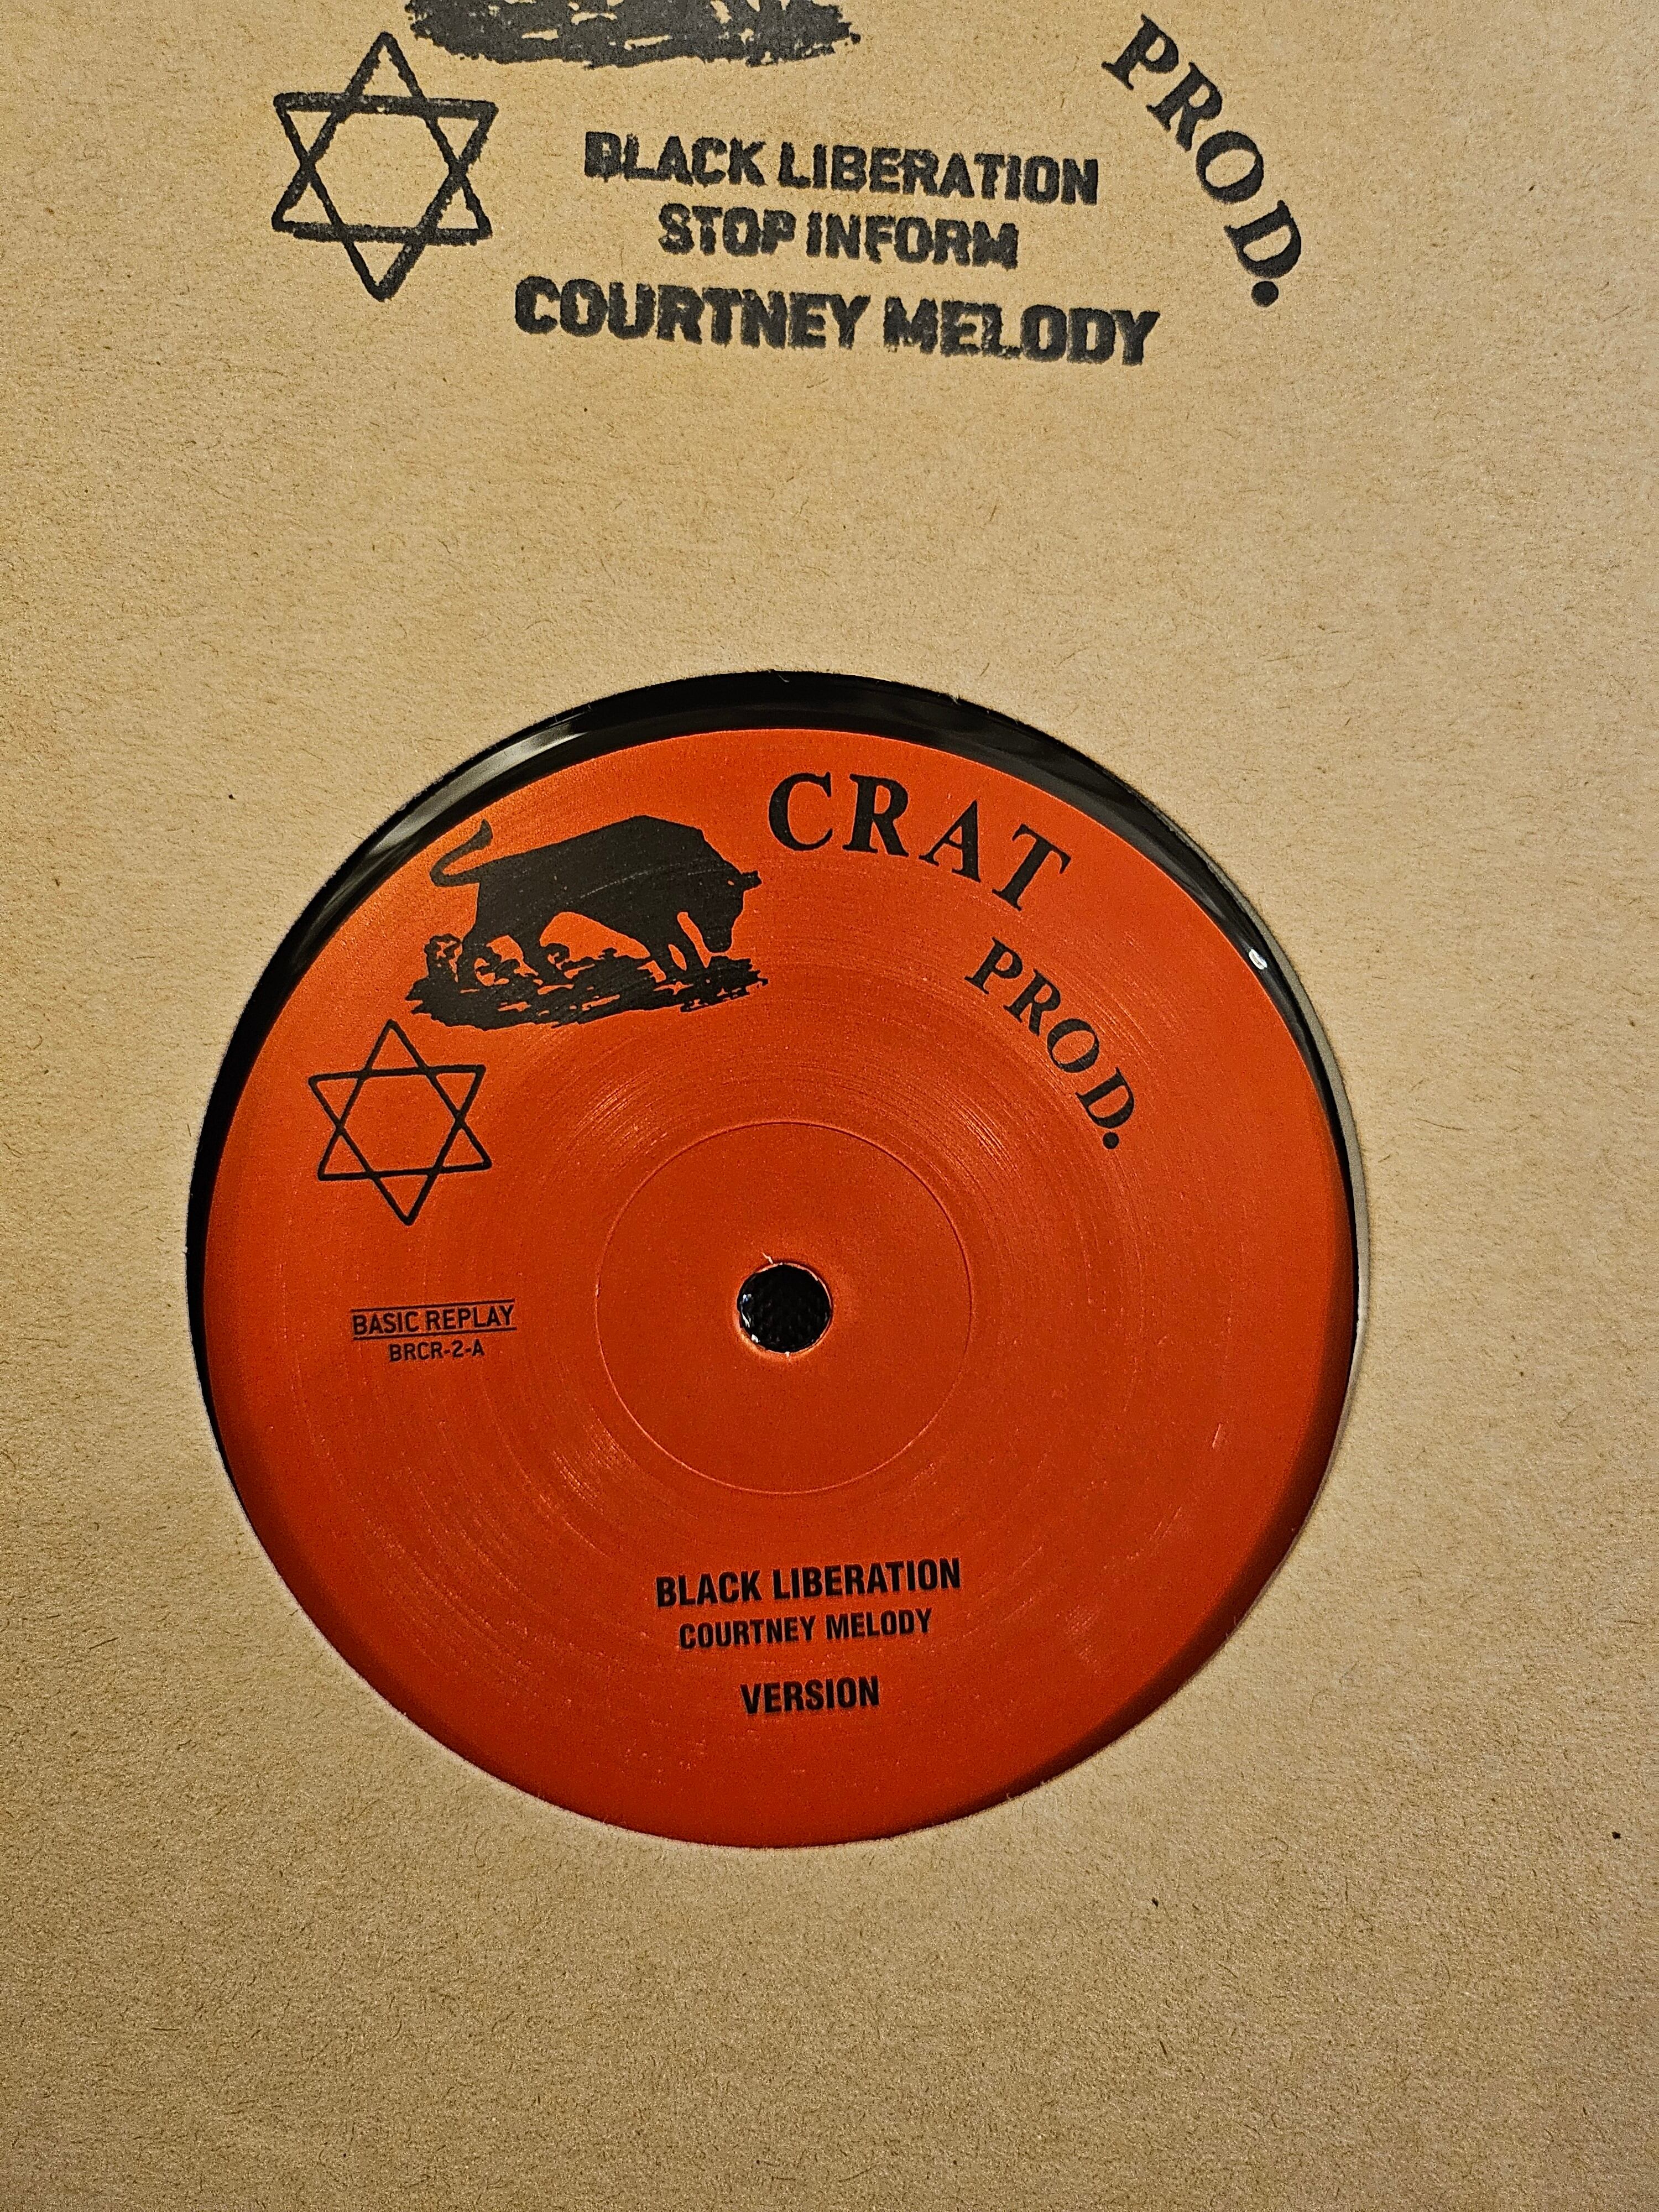 PROD.
BLACK LIBERATION
STOP INFORM
COURTNEY MELODY
CRAT
PROD.
BASIC REPLAY
BRCR-2-A
BLACK LIBERATION
COURTNEY MELODY
VERSION